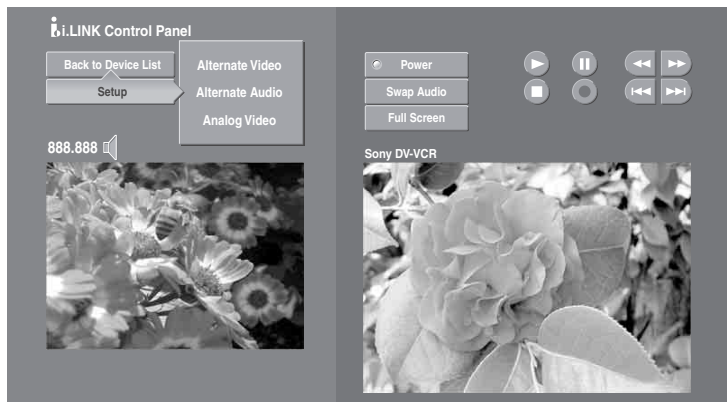 i.LINK Control Panel
Back to Device List
Setup
Alternate Video
Alternate Audio
Analog Video
888.888
Power
Swap Audio
Full Screen
Sony DV-VCR